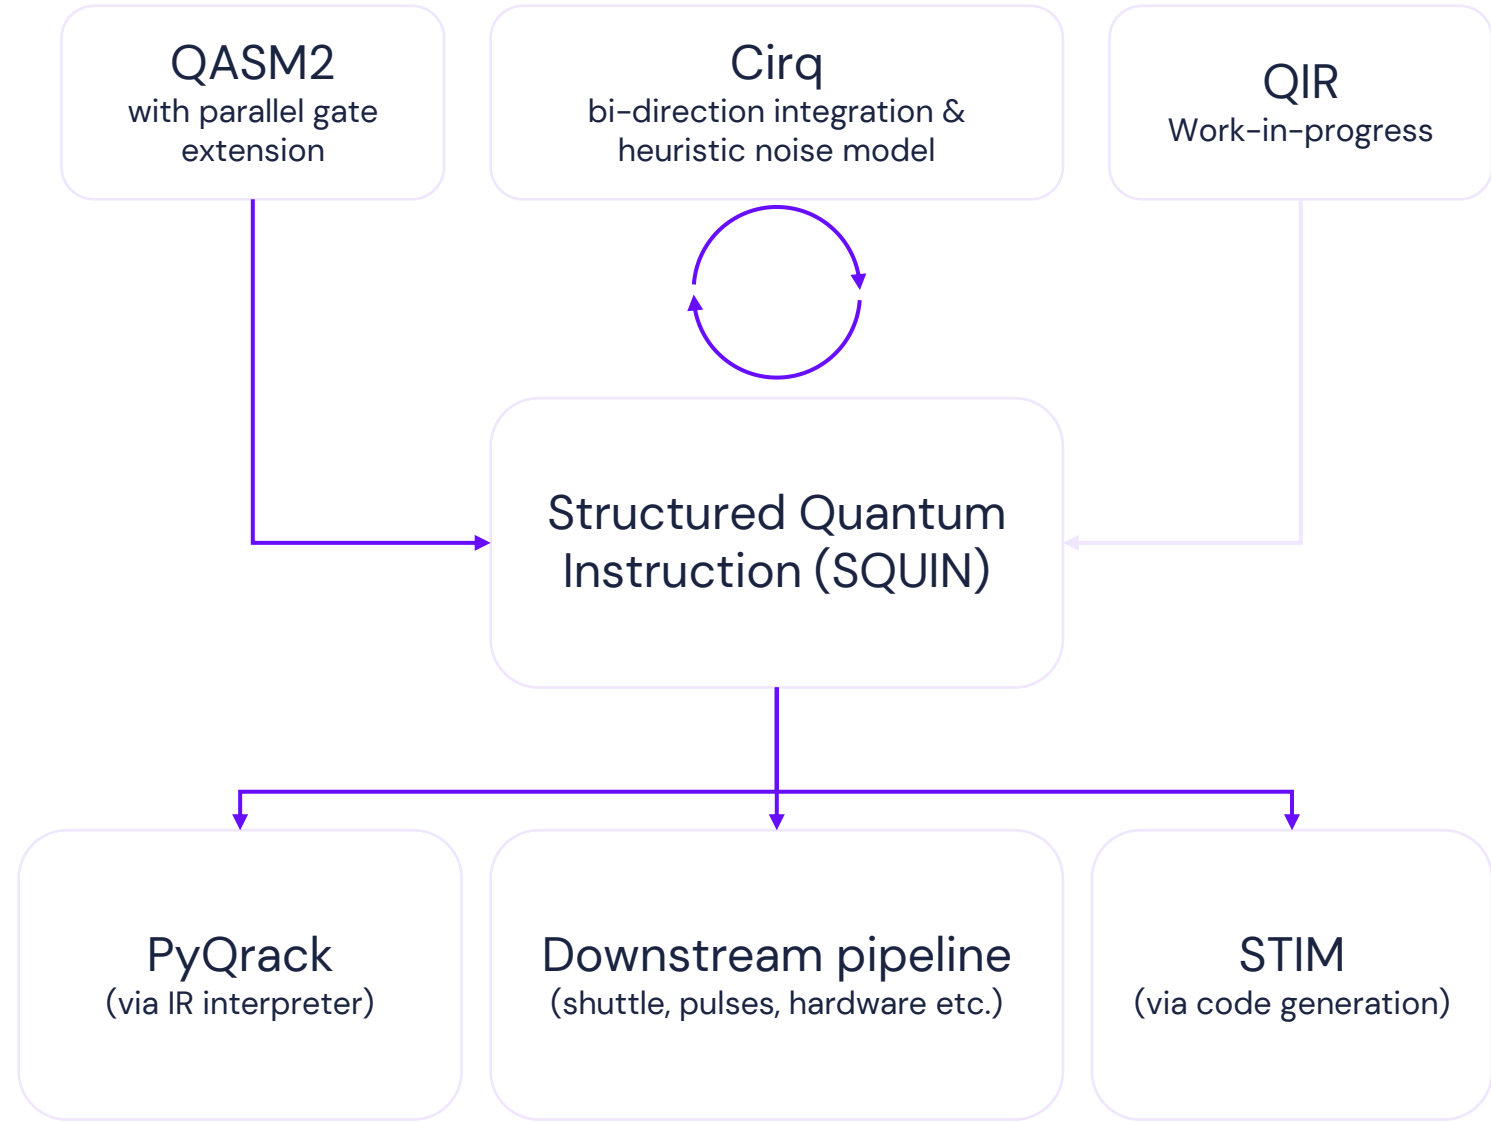 QASM2
with parallel gate
extension
Cirq
bi-direction integration &
heuristic noise model
QIR
Work-in-progress
Structured Quantum
Instruction (SQUIN)
PyQrack
(via IR interpreter)
Downstream pipeline
(shuttle, pulses, hardware etc.)
STIM
(via code generation)